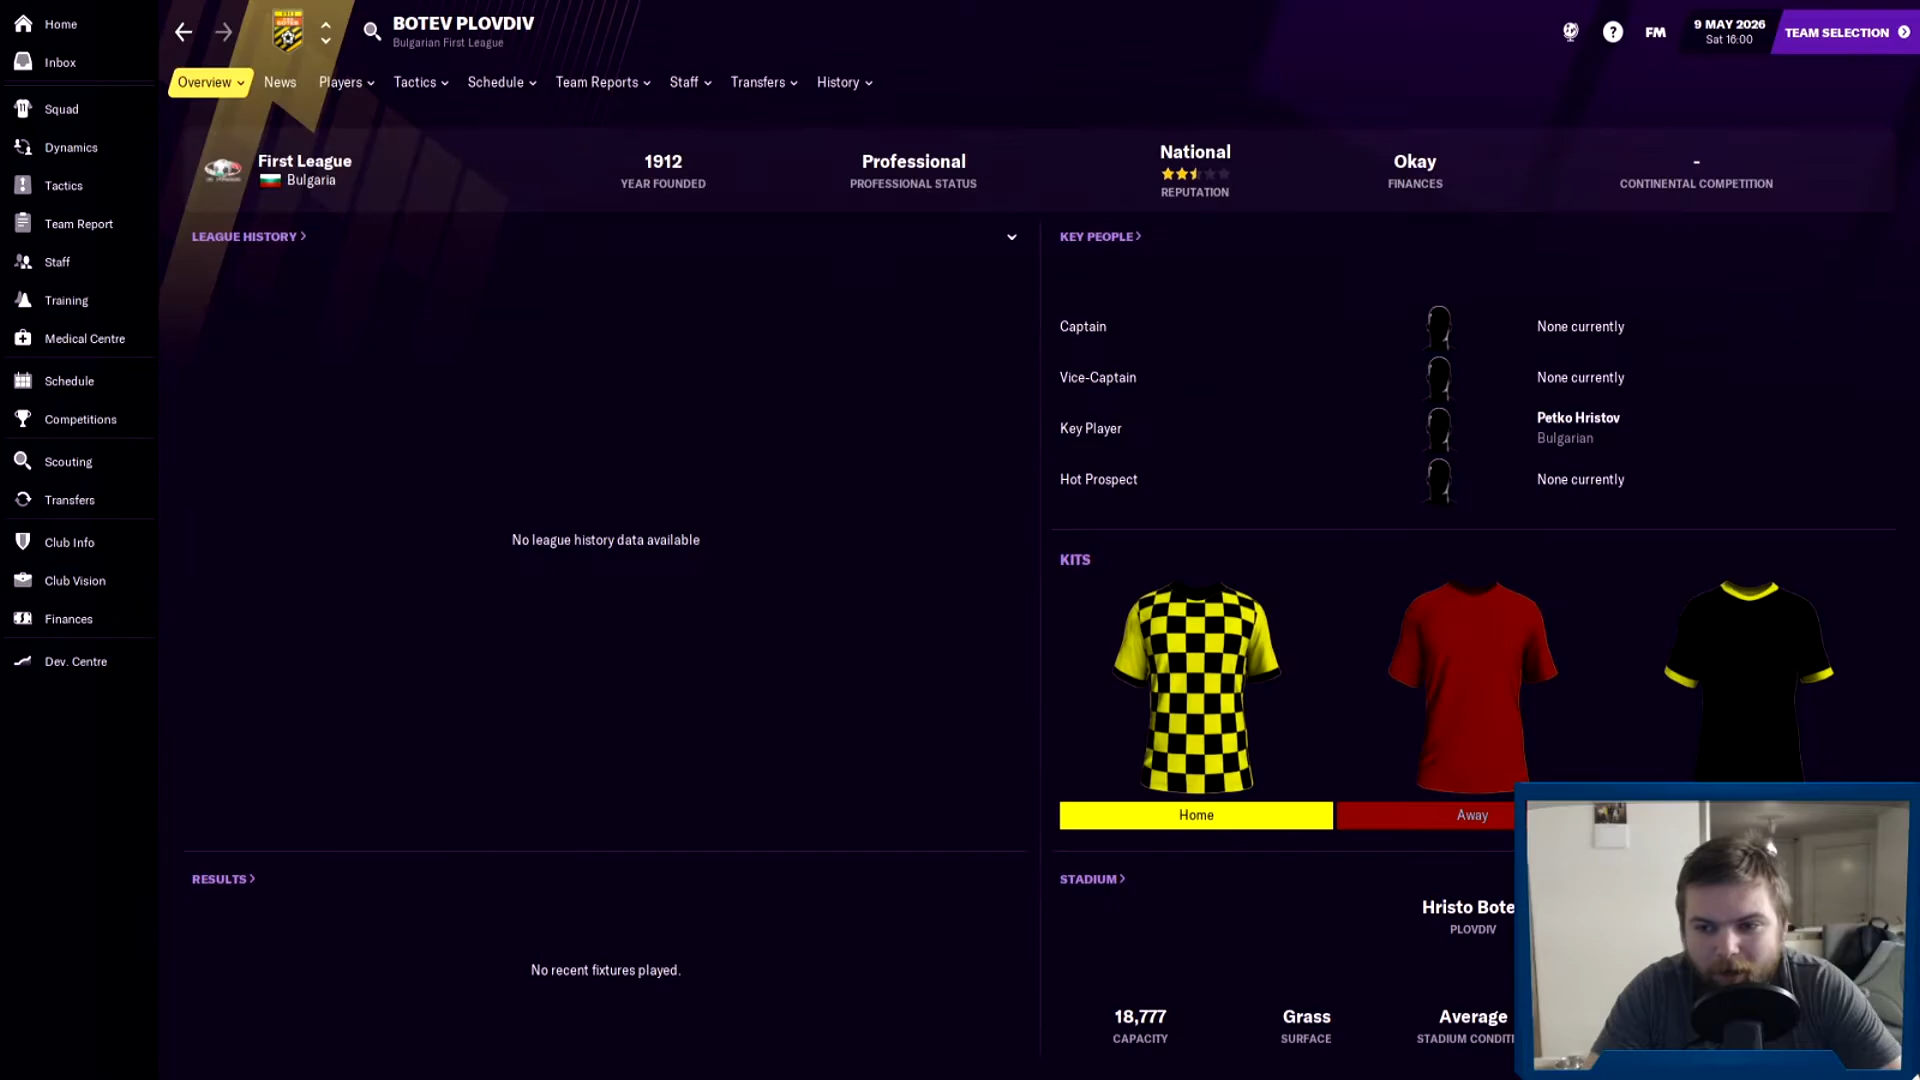 Home
Inbox
Squad
Dynamics
Tactics
Team Report
Staff
Training
Medical Centre
Schedule
Competitions
Scouting
Transfers
Club Info
Club Vision
Finances
Dev. Centre
BOTEV PLOVDIV
Bulgarian First League
FM
9 MAY 2026
Sat 16:00
TEAM SELECTION
Overview
News
Players
Tactics
Schedule
Team Reports
Staff
Transfers
History
First League
Bulgaria
1912
YEAR FOUNDED
Professional
PROFESSIONAL STATUS
National
REPUTATION
Okay
FINANCES
-
CONTINENTAL COMPETITION
LEAGUE HISTORY
No league history data available
RESULTS
No recent fixtures played.
KEY PEOPLE
Captain
None currently
Vice-Captain
None currently
Key Player
Petko Hristov
Bulgarian
Hot Prospect
None currently
KITS
Home
Away
STADIUM
Hristo Bote
PLOVDIV
18,777
CAPACITY
Grass
SURFACE
Average
STADIUM CONDITI